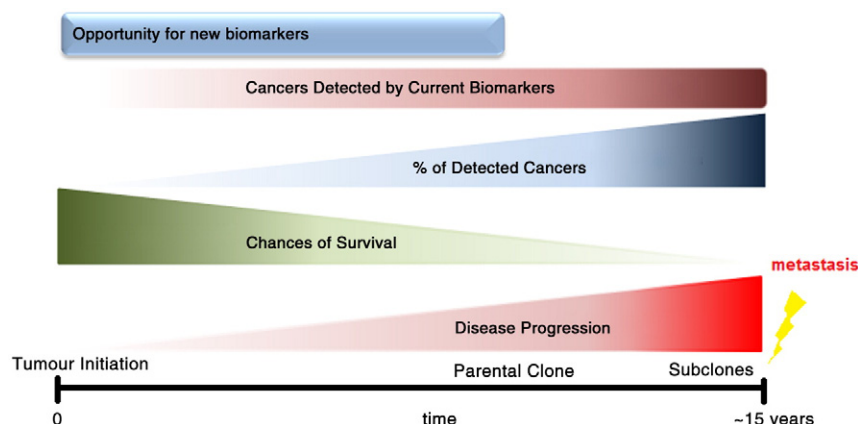 Opportunity for new biomarkers
Cancers Detected by Current Biomarkers
% of Detected Cancers
Chances of Survival
metastasis
Disease Progression
Tumour Initiation
Parental Clone
Subclones
0
time
~15 years